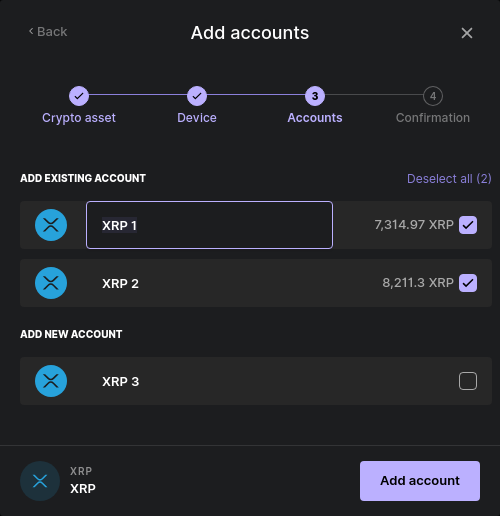 Back
Add accounts
3
4
Crypto asset
Device
Accounts
Confirmation
ADD EXISTING ACCOUNT
Deselect all (2)
XRP 1
7,314.97 XRP
XRP 2
8,211.3 XRP
ADD NEW ACCOUNT
XRP 3
XRP
XRP
Add account